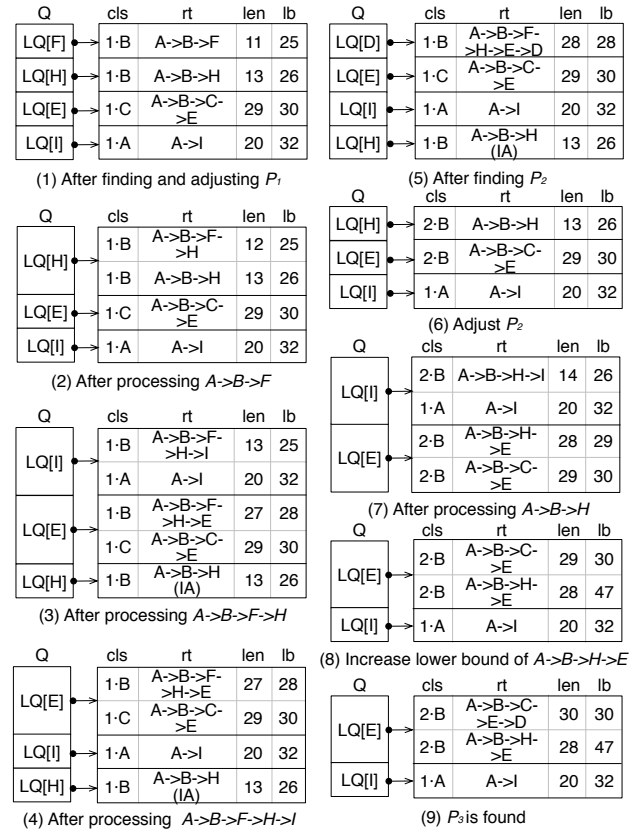 Q cls rt len lb
LQ[F] 1·B A->B->F 11 25
LQ[H] 1·B A->B->H 13 26
LQ[E] 1·C A->B->C-
>E 29 30
LQ[I] 1·A A->I 20 32
(1) After finding and adjusting P1
Q cls rt len lb
LQ[H] 1·B A->B->F-
>H 12 25
1·B A->B->H 13 26
LQ[E] 1·C A->B->C-
>E 29 30
LQ[I] 1·A A->I 20 32
(2) After processing A->B->F
Q cls rt len lb
LQ[I] 1·B A->B->F-
>H->I 13 25
1·A A->I 20 32
LQ[E] 1·B A->B->F-
>H->E 27 28
1·C A->B->C-
>E 29 30
LQ[H] 1·B A->B->H
(IA) 13 26
(3) After processing A->B->F->H
Q cls rt len lb
LQ[E] 1·B A->B->F-
>H->E 27 28
1·C A->B->C-
>E 29 30
LQ[I] 1·A A->I 20 32
LQ[H] 1·B A->B->H
(IA) 13 26
(4) After processing A->B->F->H->I
Q cls rt len lb
LQ[D] 1·B A->B->F-
>H->E->D 28 28
LQ[E] 1·C A->B->C-
>E 29 30
LQ[I] 1·A A->I 20 32
LQ[H] 1·B A->B->H
(IA) 13 26
(5) After finding P2
Q cls rt len lb
LQ[H] 2·B A->B->H 13 26
LQ[E] 2·B A->B->C-
>E 29 30
LQ[I] 1·A A->I 20 32
(6) Adjust P2
Q cls rt len lb
LQ[I] 2·B A->B->H->I 14 26
1·A A->I 20 32
LQ[E] 2·B A->B->H-
>E 28 29
2·B A->B->C-
>E 29 30
(7) After processing A->B->H
Q cls rt len lb
LQ[E] 2·B A->B->C-
>E 29 30
2·B A->B->H-
>E 28 47
LQ[I] 1·A A->I 20 32
(8) Increase lower bound of A->B->H->E
Q cls rt len lb
LQ[E] 2·B A->B->C-
>E->D 30 30
2·B A->B->H-
>E 28 47
LQ[I] 1·A A->I 20 32
(9) P3 is found